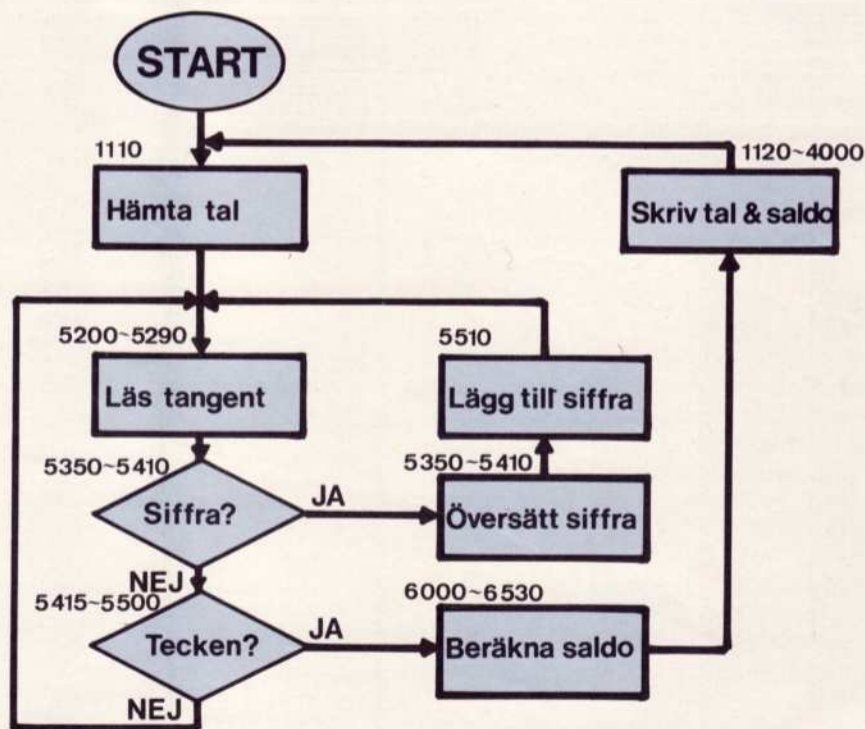 START
1110
Hämta tal
1120~4000
Skriv tal & saldo
5200~5290
Läs tangent
5510
Lägg till siffra
5350~5410
Siffra?
JA
5350~5410
Översätt siffra
NEJ
5415~5500
Tecken?
JA
6000~6530
Beräkna saldo
NEJ